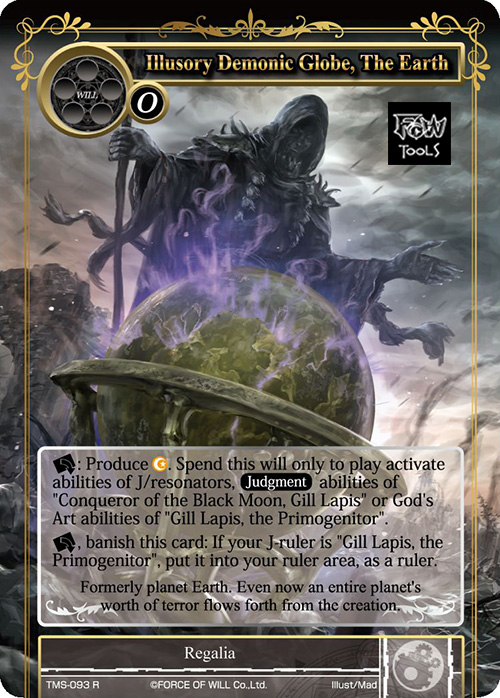 Illusory Demonic Globe, The Earth
WILL
0
FoW
TOOLS
: Produce . Spend this will only to play activate
abilities of J/resonators, Judgment abilities of
"Conqueror of the Black Moon, Gill Lapis" or God's
Art abilities of "Gill Lapis, the Primogenitor".
, banish this card: If your J-ruler is "Gill Lapis, the
Primogenitor", put it into your ruler area, as a ruler.
Formerly planet Earth. Even now an entire planet's
worth of terror flows forth from the creation.
Regalia
TMS-093 R ©FORCE OF WILL Co.,Ltd. Illust/Mad